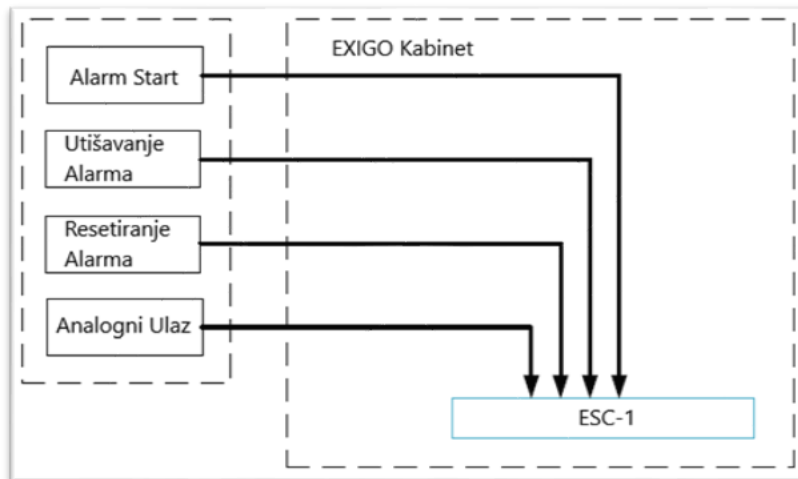 EXIGO Kabinet
Alarm Start
Utišavanje
Alarma
Resetiranje
Alarma
Analogni Ulaz
ESC-1